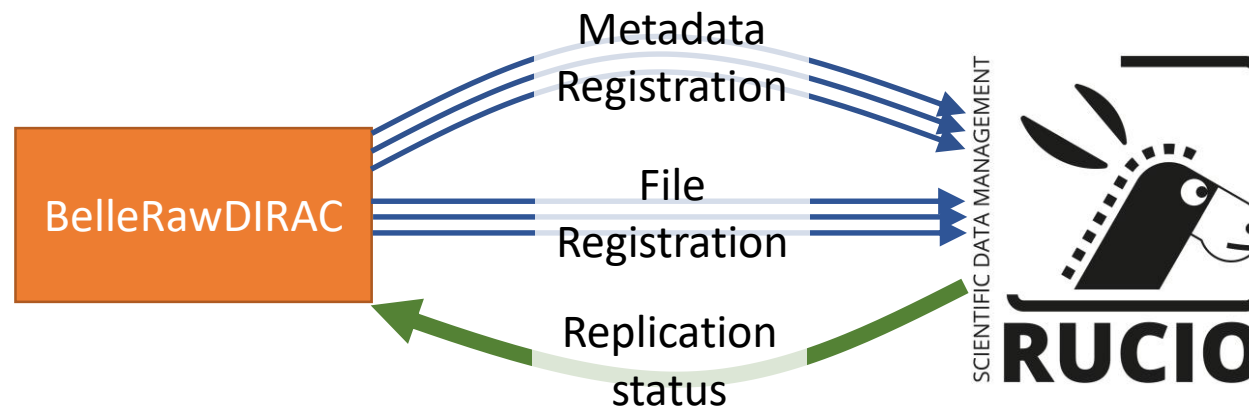 Metadata
Registration
BelleRawDIRAC
File
Registration
Replication
status
SCIENTIFIC DATA MANAGEMENT
RUCIO